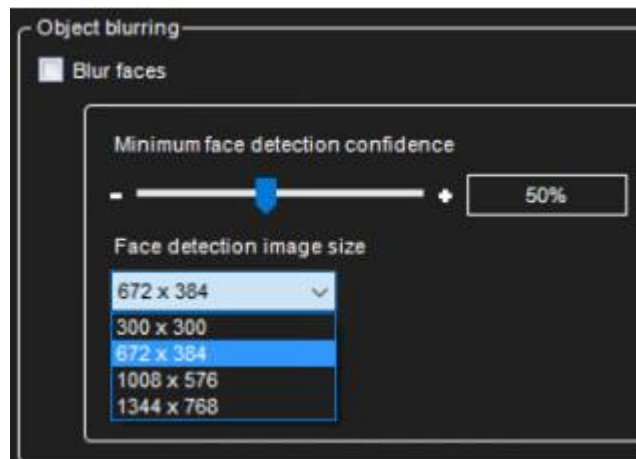 Object blurring
Blur faces
Minimum face detection confidence
- + 50%
Face detection image size
672 x 384
300 x 300
672 x 384
1008 x 576
1344 x 768